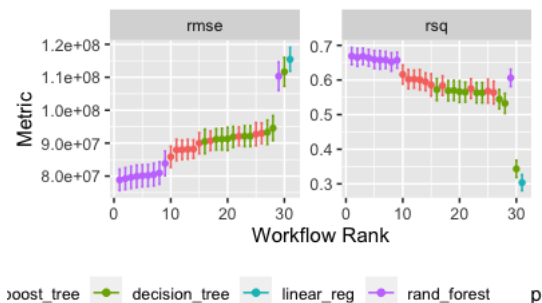 rmse rsq
1.2e+08
1.1e+08
1.0e+08
9.0e+07
8.0e+07
Metric
0.7
0.6
0.5
0.4
0.3
0 10 20 30 0 10 20 30
Workflow Rank
boost_tree decision_tree linear_reg rand_forest p